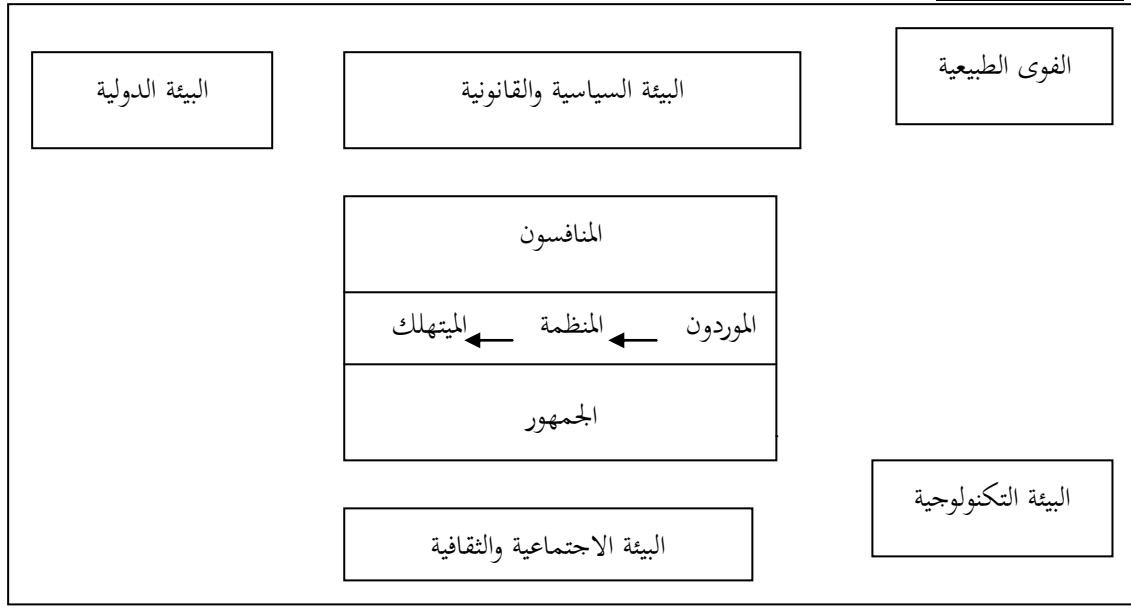 الفوى الطبيعية
البيئة السياسية والقانونية
البيئة الدولية
المنافسون
الموردون المنظمة الميتهلك
الجمهور
البيئة التكنولوجية
البيئة الاجتماعية والثقافية